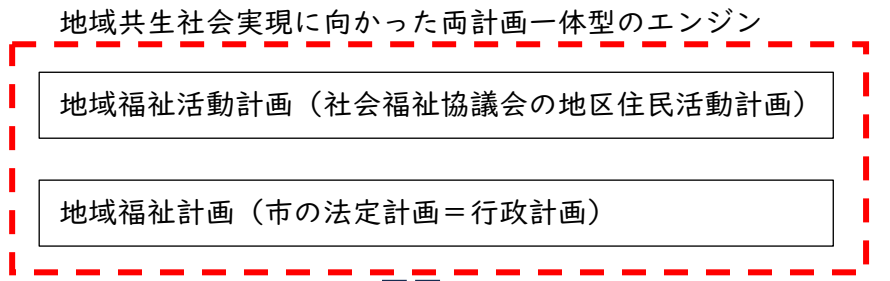 地域共生社会実現に向かった両計画一体型のエンジン
地域福祉活動計画（社会福祉協議会の地区住民活動計画）
地域福祉計画（市の法定計画＝行政計画）